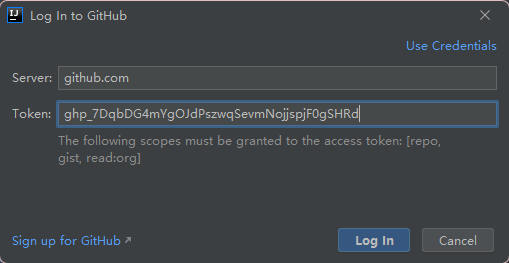 Log In to GitHub
Use Credentials
Server: github.com
Token: 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
The following scopes must be granted to the access token: [repo,
gist, read:org]
Sign up for GitHub Log In Cancel